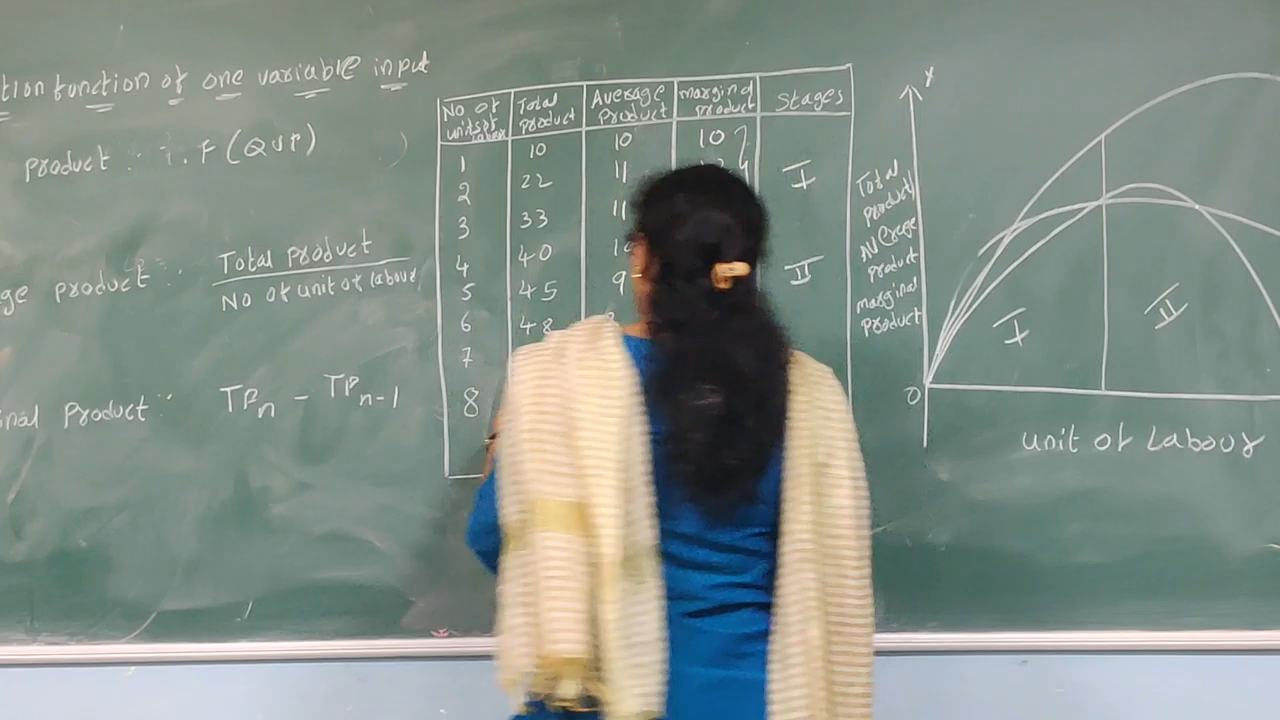 tion function of one variable input
product : F(QVP)
ge product : Total product
No of unit of labour
nal product : TPn - TPn-1
No of units of labour Total product Average product marginal product Stages
1 10 10 10
2 22 11 I
3 33 11
4 40 10 II
5 45 9
6 48
7
8
Y
Total product/ Average product marginal product
I II
O
unit of Labour